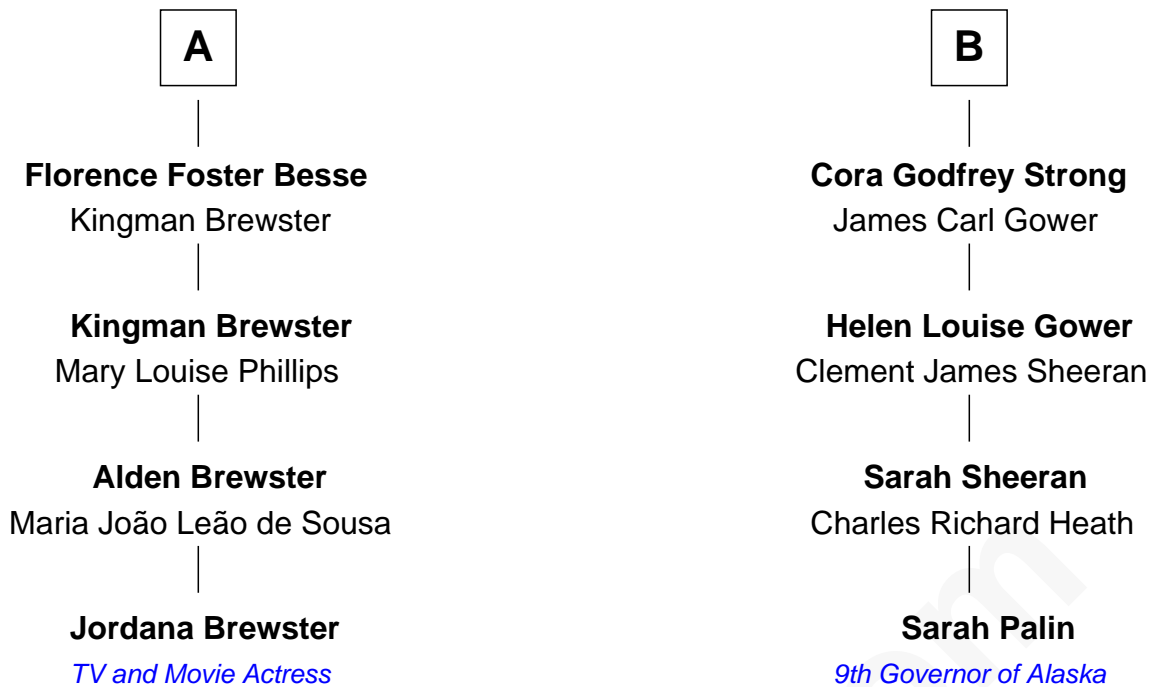 A
Florence Foster Besse
Kingman Brewster
Kingman Brewster
Mary Louise Phillips
Alden Brewster
Maria João Leão de Sousa
Jordana Brewster
TV and Movie Actress
B
Cora Godfrey Strong
James Carl Gower
Helen Louise Gower
Clement James Sheeran
Sarah Sheeran
Charles Richard Heath
Sarah Palin
9th Governor of Alaska